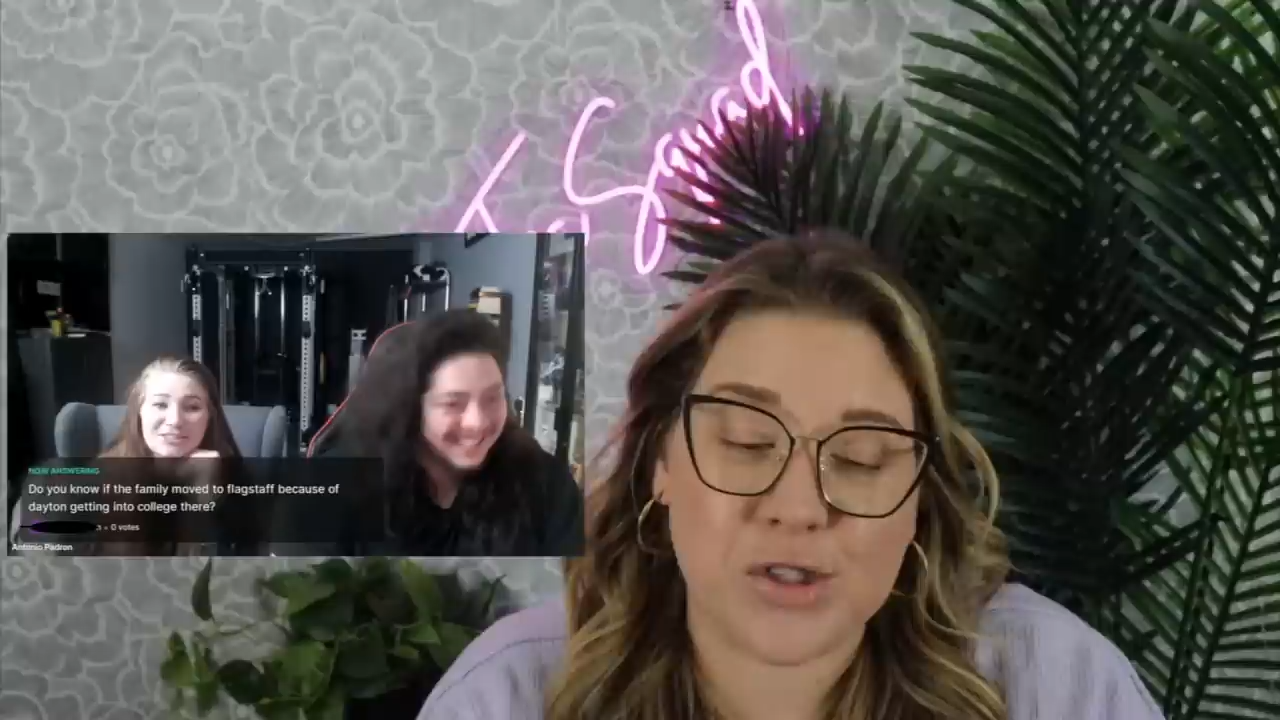 Squad
NOW ANSWERING
Do you know if the family moved to flagstaff because of
dayton getting into college there?
0 votes
Antonio Padron